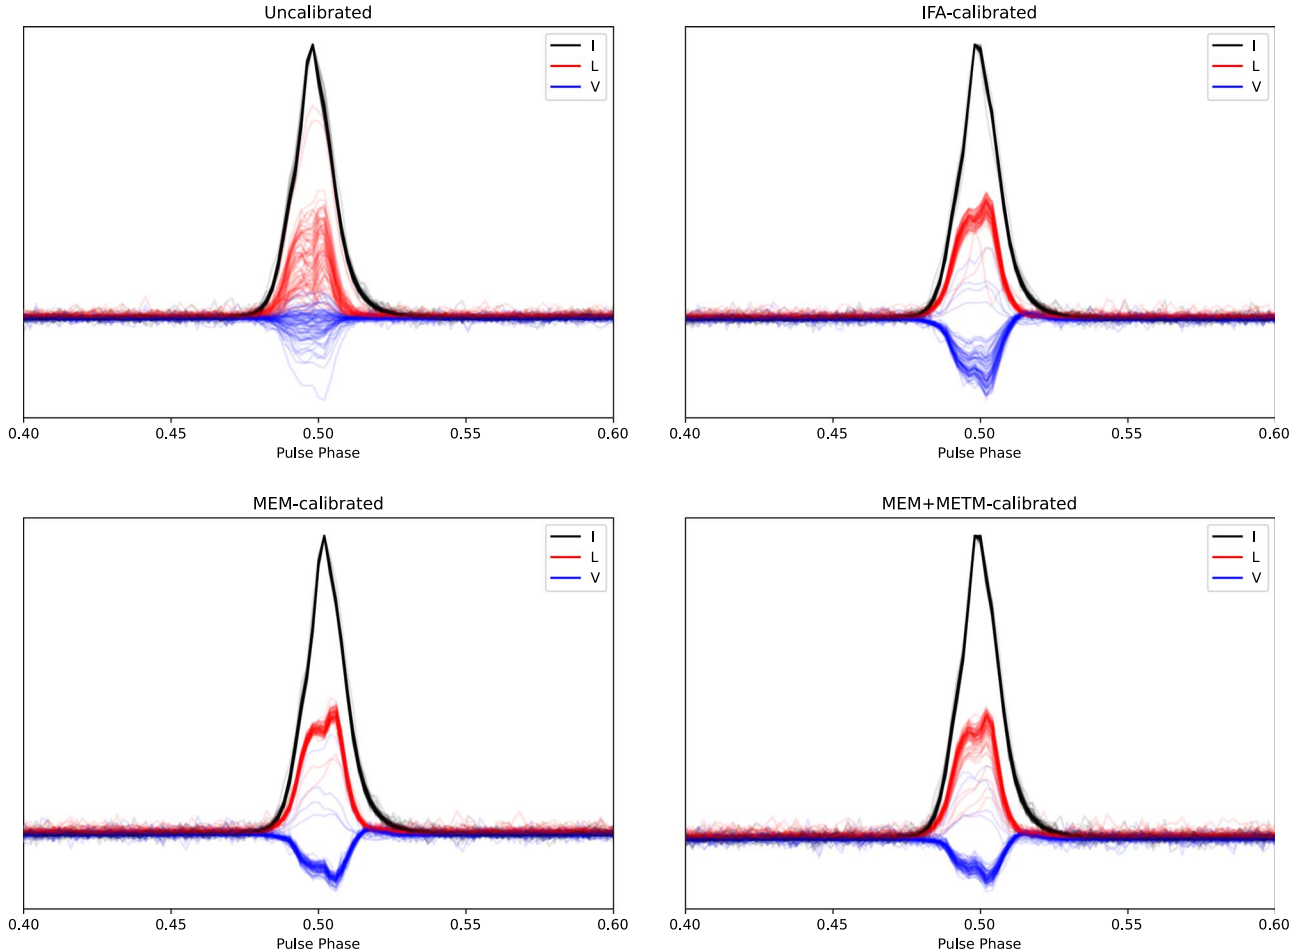 Uncalibrated
I
L
V
0.40 0.45 0.50 0.55 0.60
Pulse Phase
IFA-calibrated
I
L
V
0.40 0.45 0.50 0.55 0.60
Pulse Phase
MEM-calibrated
I
L
V
0.40 0.45 0.50 0.55 0.60
Pulse Phase
MEM+METM-calibrated
I
L
V
0.40 0.45 0.50 0.55 0.60
Pulse Phase